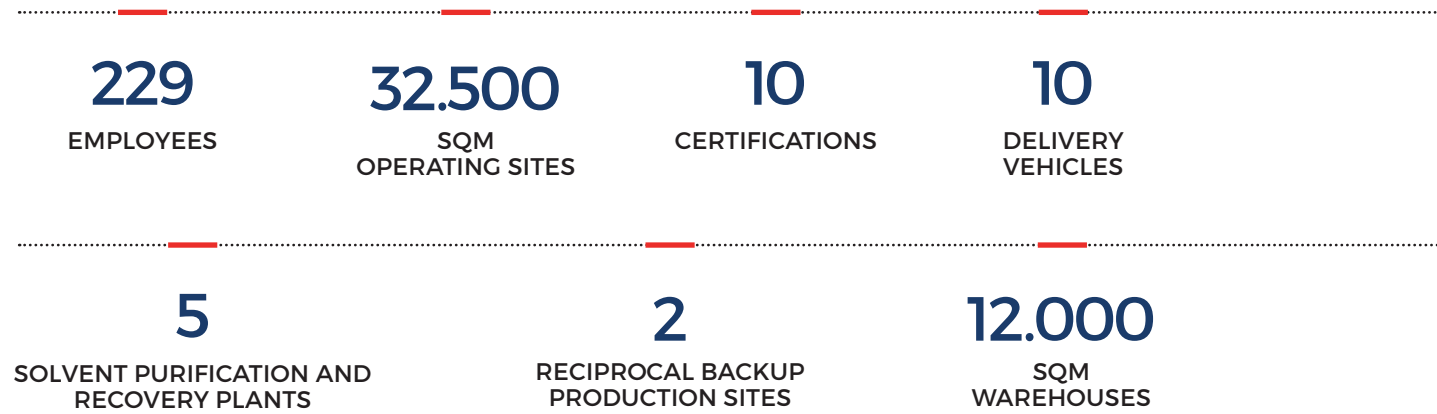 229
EMPLOYEES
32.500
SQM
OPERATING SITES
10
CERTIFICATIONS
10
DELIVERY
VEHICLES
5
SOLVENT PURIFICATION AND
RECOVERY PLANTS
2
RECIPROCAL BACKUP
PRODUCTION SITES
12.000
SQM
WAREHOUSES